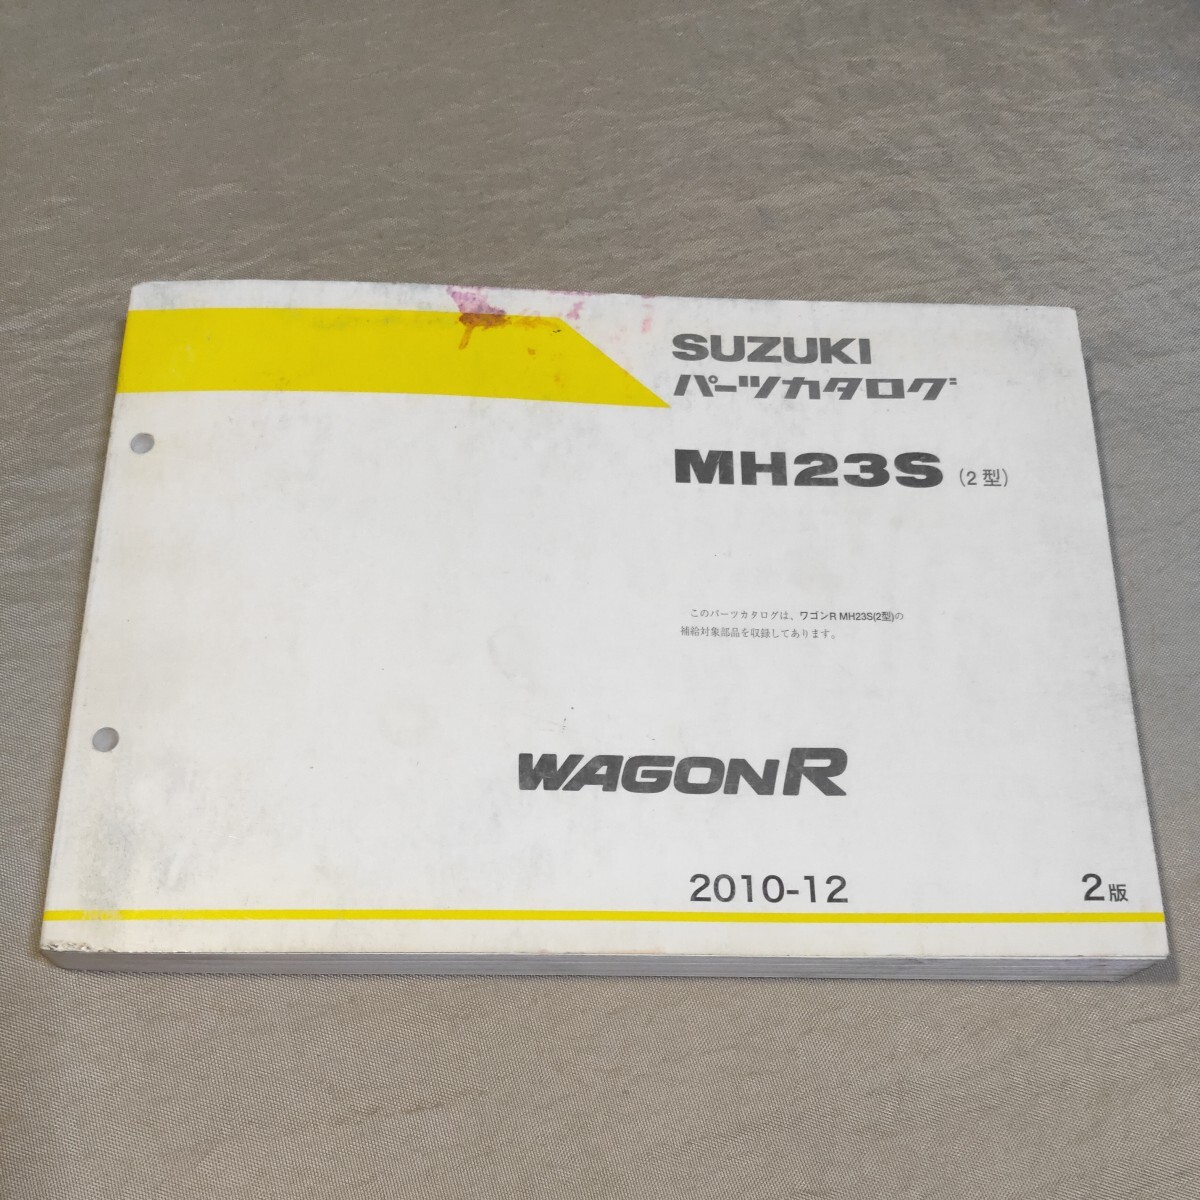 SUZUKI
パーツカタログ
MH23S (2型)
このパーツカタログは、ワゴンR MH23S(2型)の
補給対象部品を収録してあります。
WAGON R
2010-12
2版